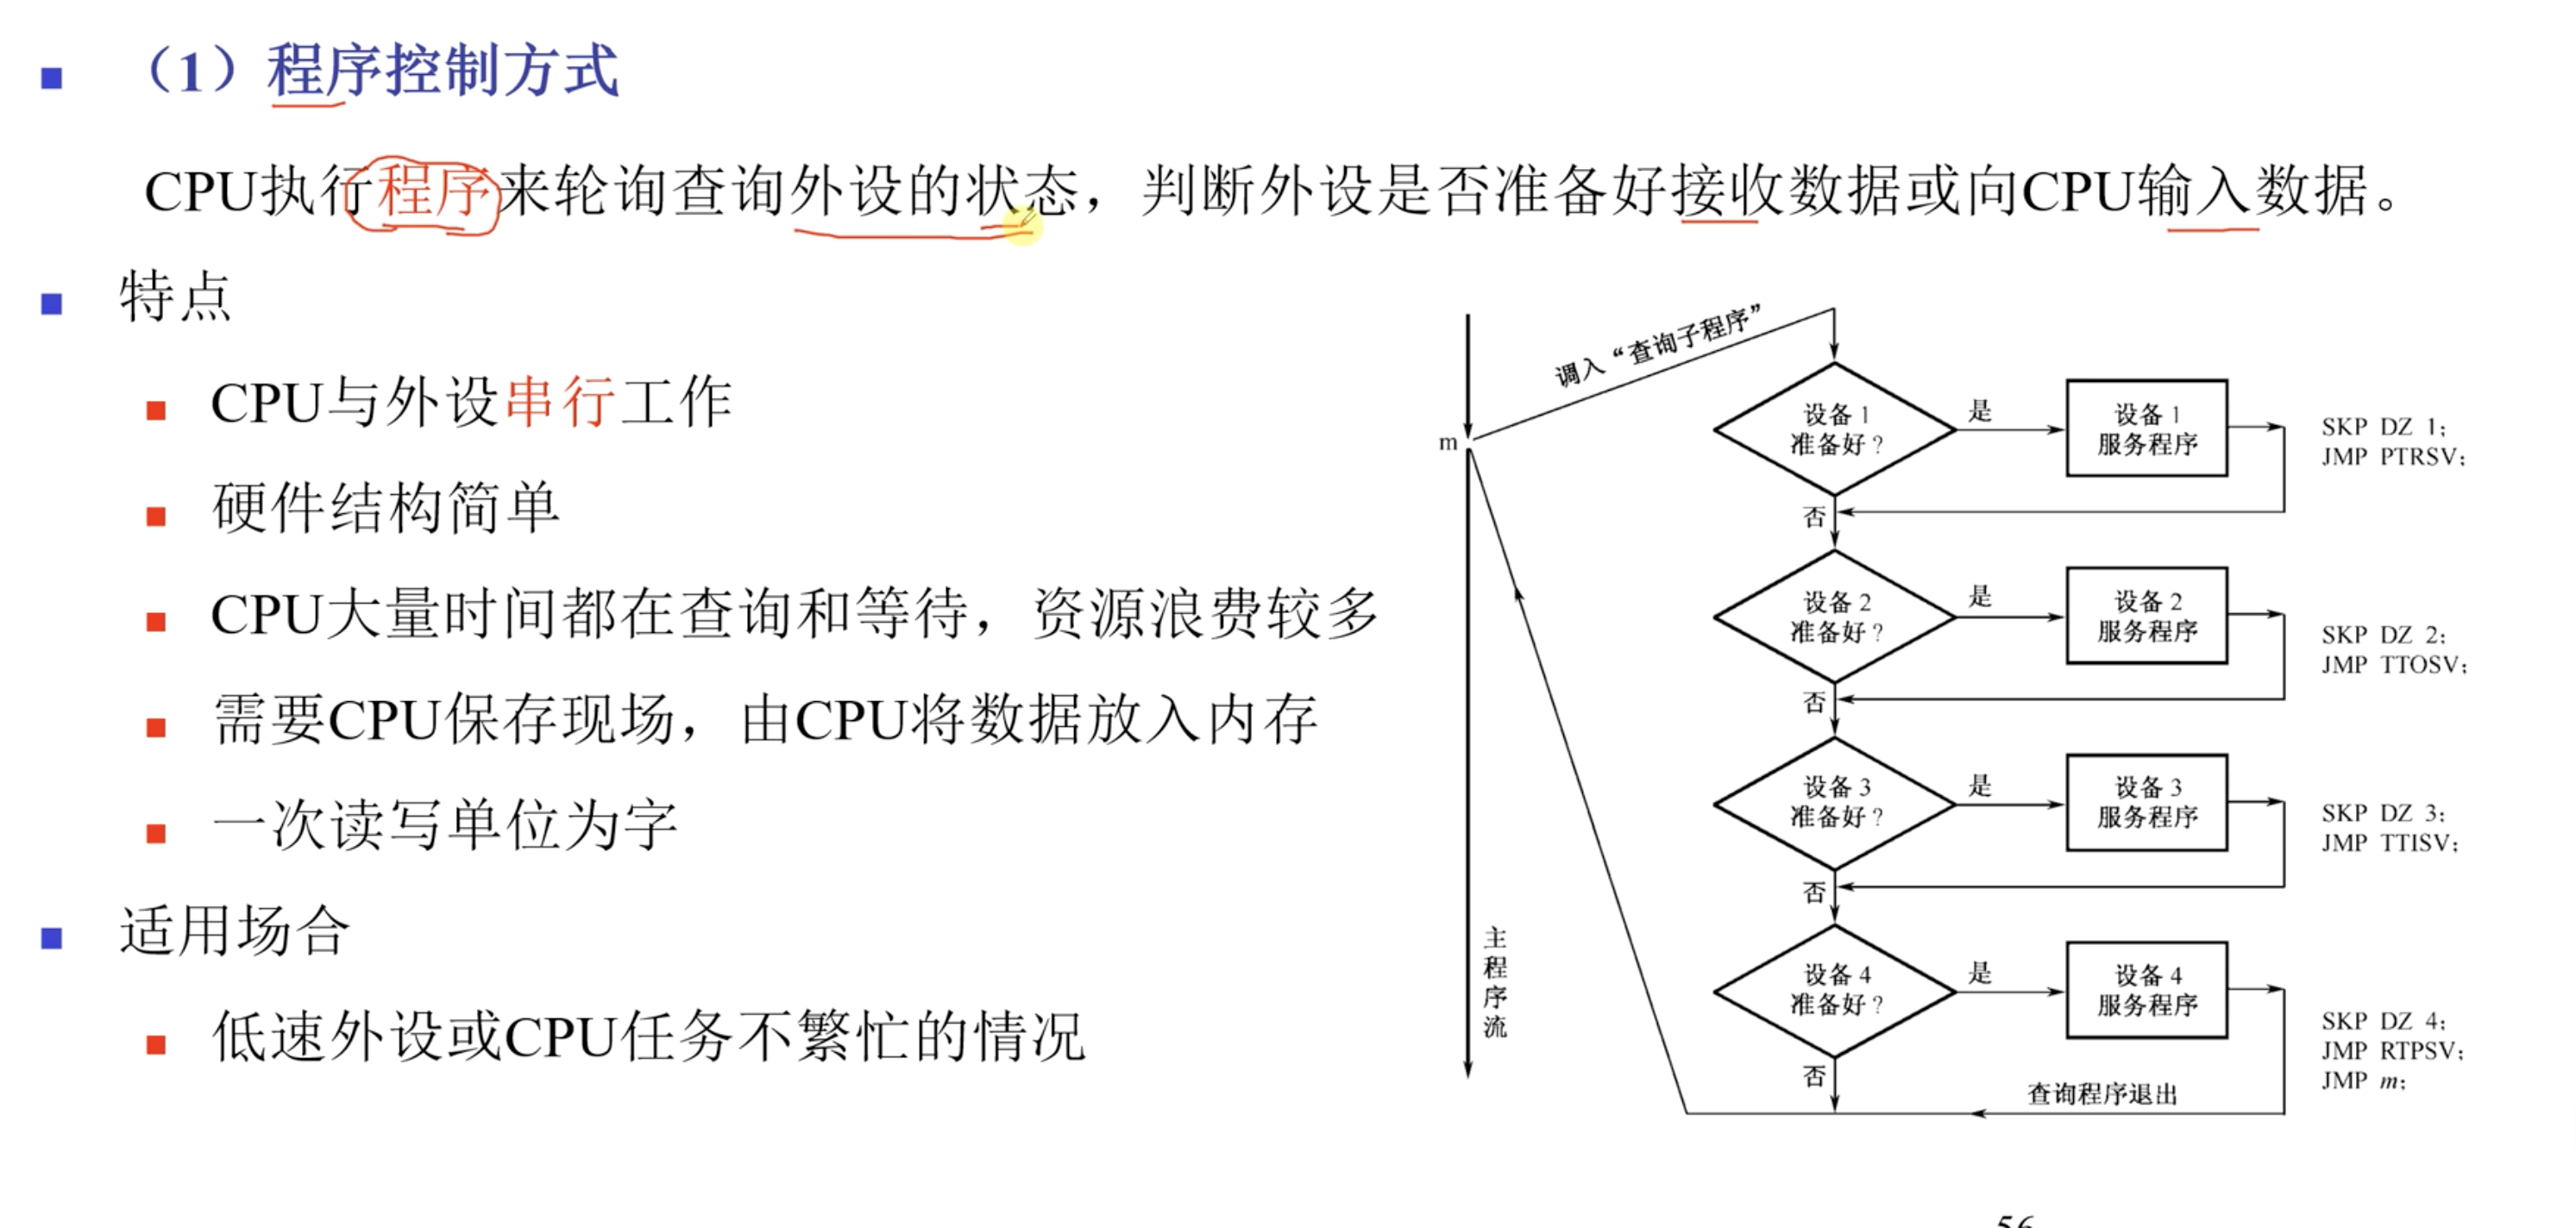 （1）程序控制方式
CPU执行程序来轮询查询外设的状态，判断外设是否准备好接收数据或向CPU输入数据。
特点
CPU与外设串行工作
硬件结构简单
CPU大量时间都在查询和等待，资源浪费较多
需要CPU保存现场，由CPU将数据放入内存
一次读写单位为字
适用场合
低速外设或CPU任务不繁忙的情况
调入“查询子程序”
m
主程序流
设备1
准备好?
是
设备1
服务程序
SKP DZ 1;
JMP PTRSV;
否
设备2
准备好?
是
设备2
服务程序
SKP DZ 2;
JMP TTOSV;
否
设备3
准备好?
是
设备3
服务程序
SKP DZ 3;
JMP TTISV;
否
设备4
准备好?
是
设备4
服务程序
SKP DZ 4;
JMP RTPSV;
JMP m;
否
查询程序退出
56